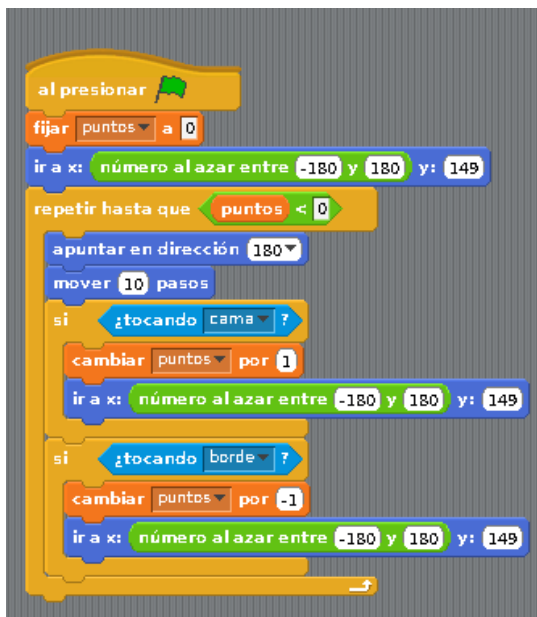 al presionar
fijar puntos a 0
ir a x: número al azar entre -180 y 180 y: 149
repetir hasta que puntos < 0
apuntar en dirección 180
mover 10 pasos
si ¿tocando cama ?
cambiar puntos por 1
ir a x: número al azar entre -180 y 180 y: 149
si ¿tocando borde ?
cambiar puntos por -1
ir a x: número al azar entre -180 y 180 y: 149